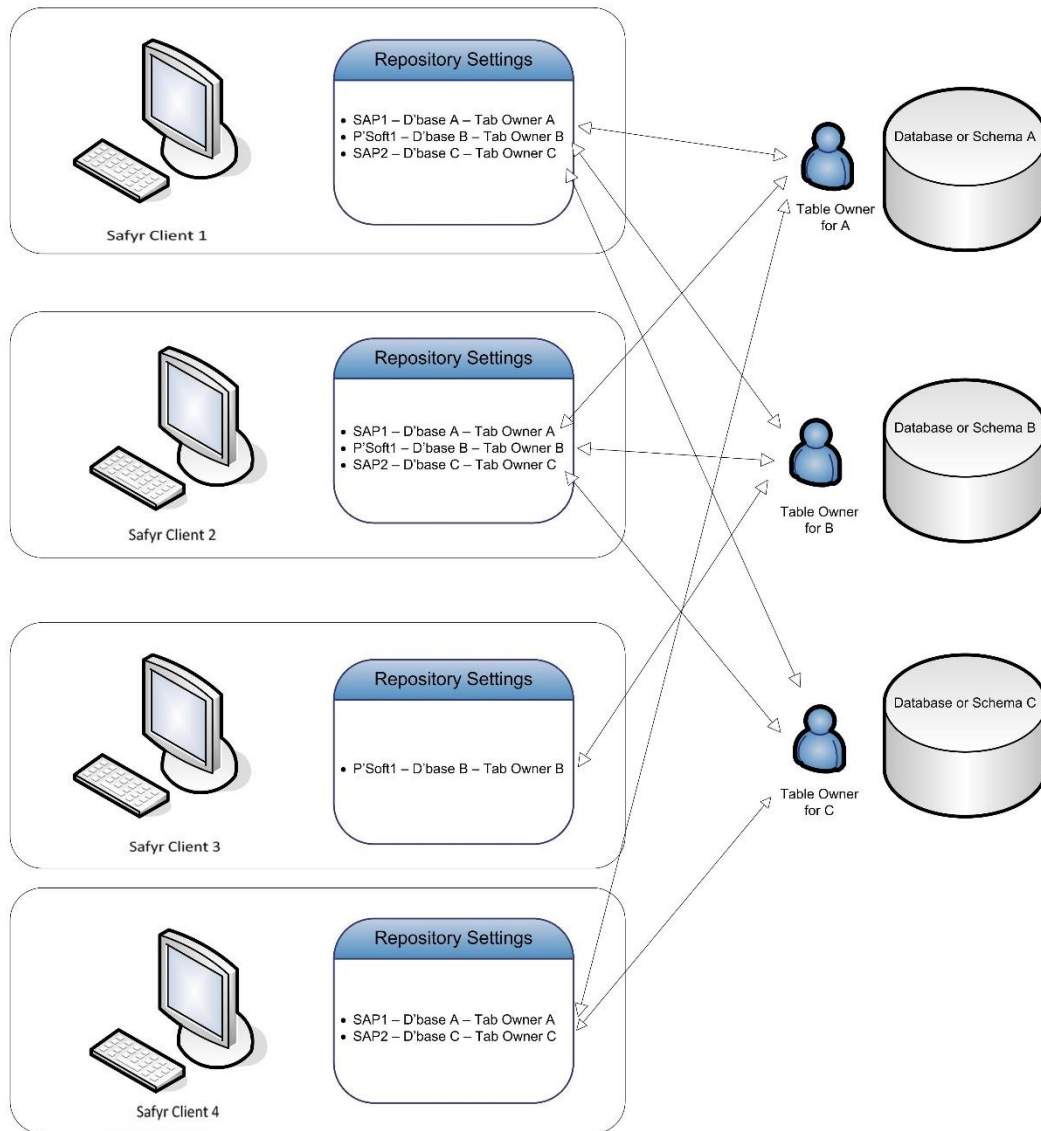 Repository Settings
• SAP1 – D'base A – Tab Owner A
• P'Soft1 – D'base B – Tab Owner B
• SAP2 – D'base C – Tab Owner C
Safyr Client 1
Table Owner
for A
Database or Schema A
Repository Settings
• SAP1 – D'base A – Tab Owner A
• P'Soft1 – D'base B – Tab Owner B
• SAP2 – D'base C – Tab Owner C
Safyr Client 2
Table Owner
for B
Database or Schema B
Repository Settings
• P'Soft1 – D'base B – Tab Owner B
Safyr Client 3
Table Owner
for C
Database or Schema C
Repository Settings
• SAP1 – D'base A – Tab Owner A
• SAP2 – D'base C – Tab Owner C
Safyr Client 4